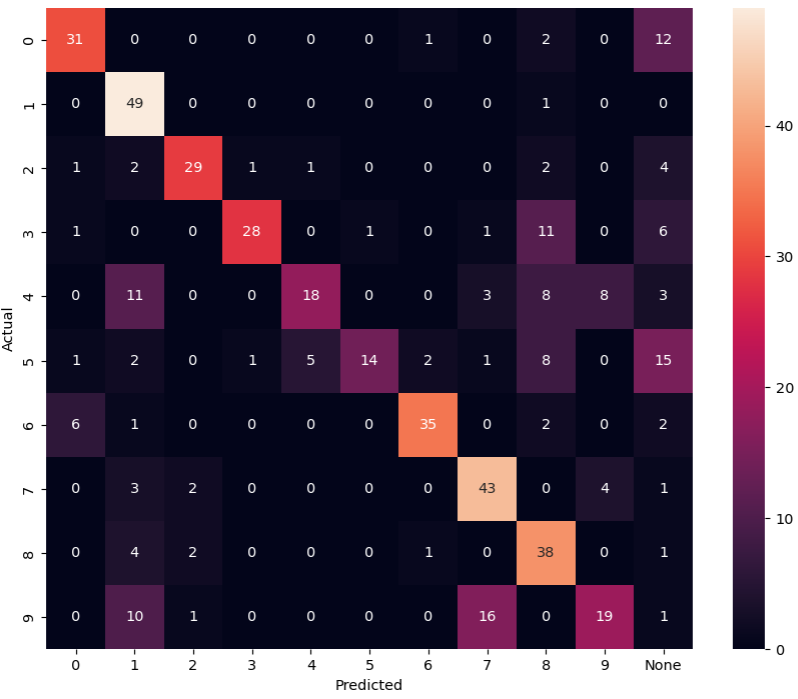 0 31 0 0 0 0 0 1 0 2 0 12
1 0 49 0 0 0 0 0 0 1 0 0
2 1 2 29 1 1 0 0 0 2 0 4
3 1 0 0 28 0 1 0 1 11 0 6
4 0 11 0 0 18 0 0 3 8 8 3
5 1 2 0 1 5 14 2 1 8 0 15
6 6 1 0 0 0 0 35 0 2 0 2
7 0 3 2 0 0 0 0 43 0 4 1
8 0 4 2 0 0 0 1 0 38 0 1
9 0 10 1 0 0 0 0 16 0 19 1
0 1 2 3 4 5 6 7 8 9 None
Predicted
Actual
40
30
20
10
0